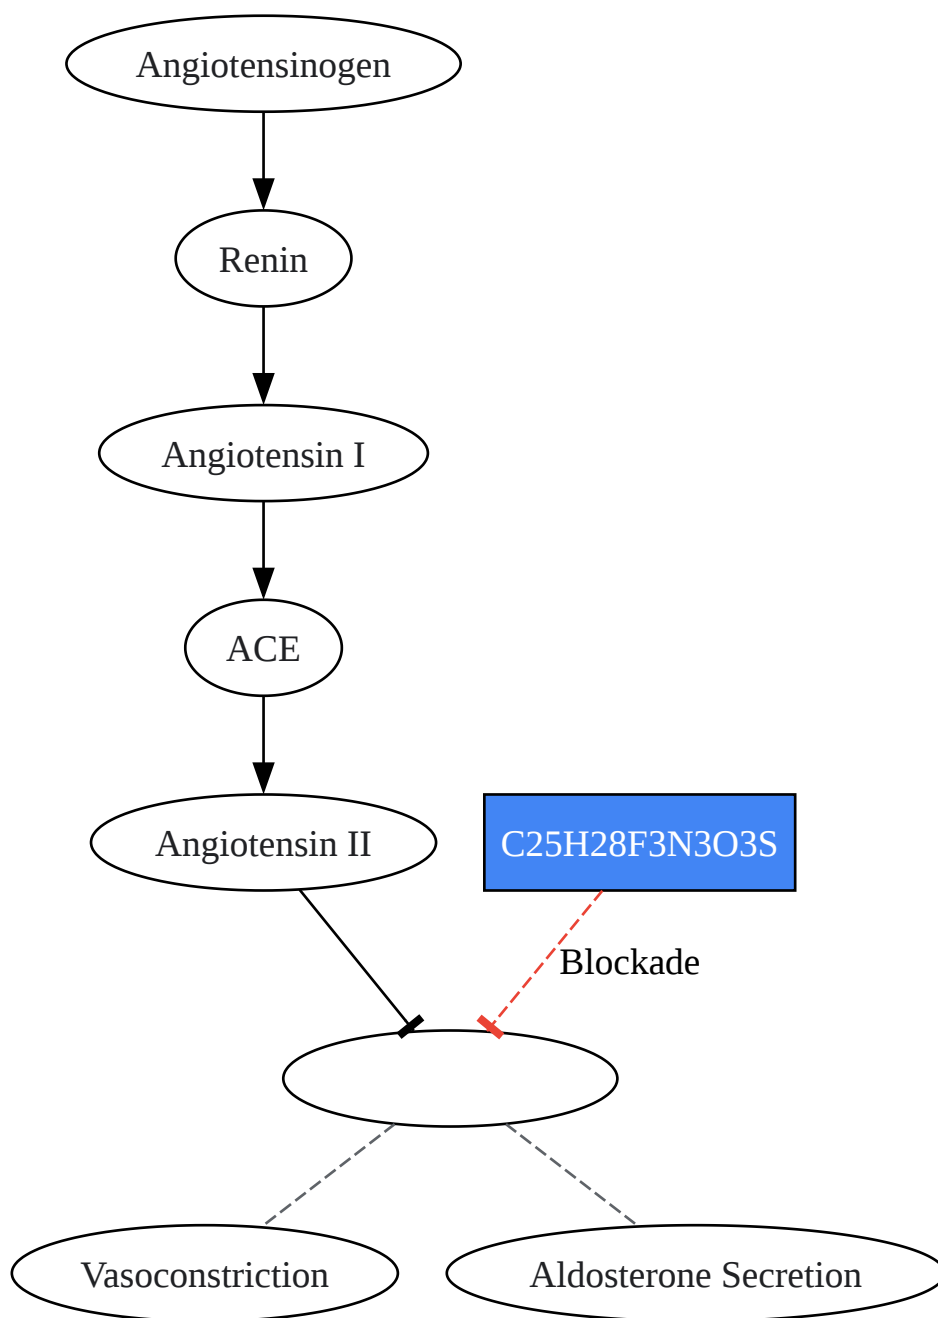 Angiotensinogen
Renin
Angiotensin I
ACE
Angiotensin II
C25H28F3N3O3S
Blockade
Vasoconstriction
Aldosterone Secretion